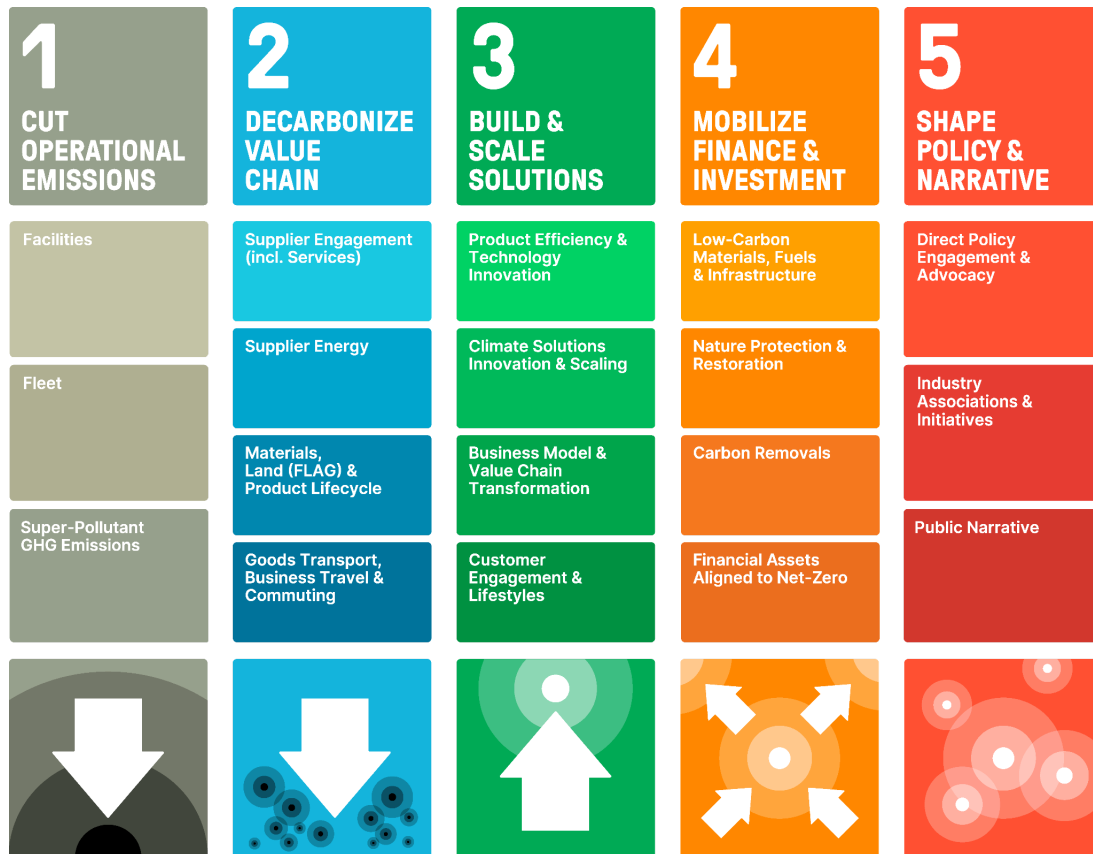 1
CUT
OPERATIONAL
EMISSIONS
Facilities
Fleet
Super-Pollutant
GHG Emissions
2
DECARBONIZE
VALUE
CHAIN
Supplier Engagement
(incl. Services)
Supplier Energy
Materials,
Land (FLAG) &
Product Lifecycle
Goods Transport,
Business Travel &
Commuting
3
BUILD &
SCALE
SOLUTIONS
Product Efficiency &
Technology
Innovation
Climate Solutions
Innovation & Scaling
Business Model &
Value Chain
Transformation
Customer
Engagement &
Lifestyles
4
MOBILIZE
FINANCE &
INVESTMENT
Low-Carbon
Materials, Fuels
& Infrastructure
Nature Protection &
Restoration
Carbon Removals
Financial Assets
Aligned to Net-Zero
5
SHAPE
POLICY &
NARRATIVE
Direct Policy
Engagement &
Advocacy
Industry
Associations &
Initiatives
Public Narrative